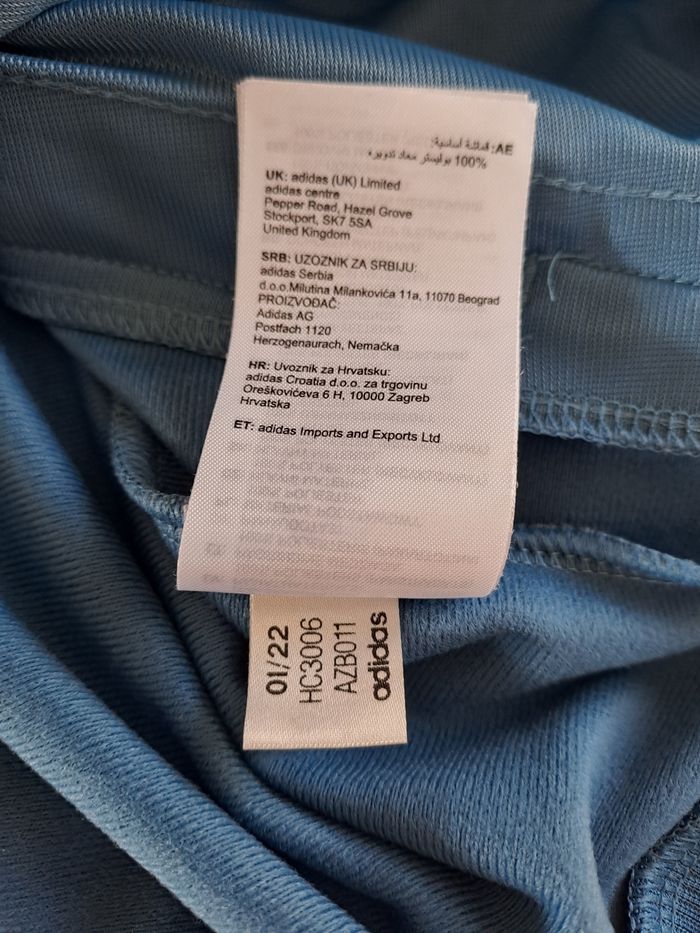 AE: قماشة أساسية:
100% بوليستر معاد تدويره
UK: adidas (UK) Limited
adidas centre
Pepper Road, Hazel Grove
Stockport, SK7 5SA
United Kingdom
SRB: UZOZNIK ZA SRBIJU:
adidas Serbia
d.o.o.Milutina Milankovića 11a, 11070 Beograd
PROIZVOĐAČ:
Adidas AG
Postfach 1120
Herzogenaurach, Nemačka
HR: Uvoznik za Hrvatsku:
adidas Croatia d.o.o. za trgovinu
Oreškovićeva 6 H, 10000 Zagreb
Hrvatska
ET: adidas Imports and Exports Ltd
01/22
HC3006
AZB011
adidas